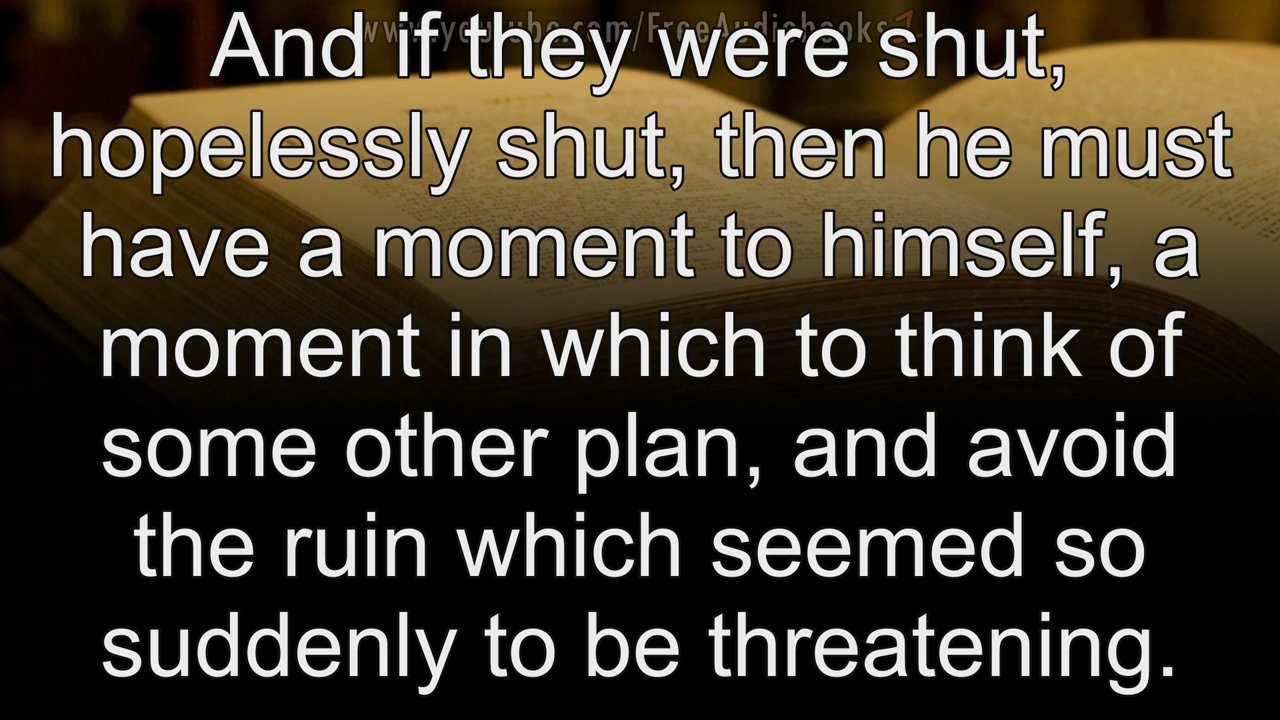 www.youtube.com/FreeAudiobooks
And if they were shut,
hopelessly shut, then he must
have a moment to himself, a
moment in which to think of
some other plan, and avoid
the ruin which seemed so
suddenly to be threatening.